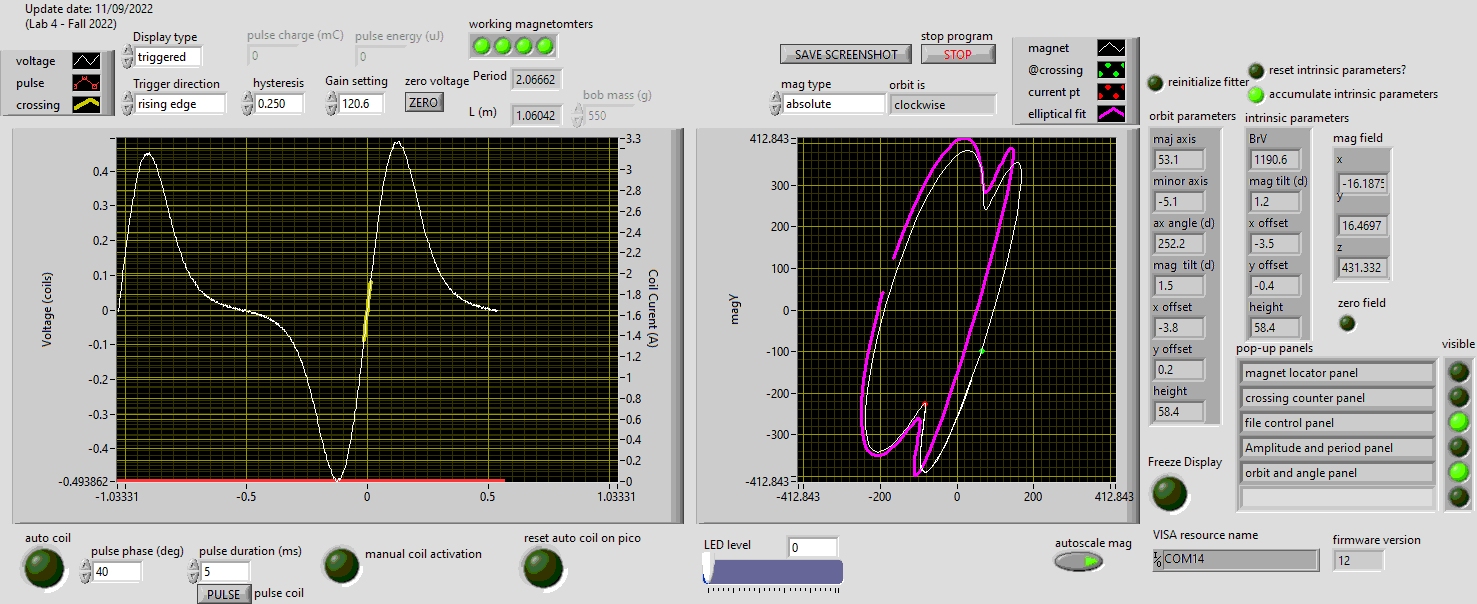 Update date: 11/09/2022
(Lab 4 - Fall 2022)
voltage
pulse
crossing
Display type
triggered
Trigger direction
rising edge
pulse charge (mC)
0
pulse energy (uJ)
0
hysteresis
0.250
Gain setting
120.6
zero voltage
ZERO
working magnetomters
Period
2.06662
L (m)
1.06042
bob mass (g)
550
SAVE SCREENSHOT
stop program
STOP
mag type
absolute
orbit is
clockwise
magnet
@crossing
current pt
elliptical fit
reinitialize fitter
reset intrinsic parameters?
accumulate intrinsic parameters
Voltage (coils)
0.4
0.3
0.2
0.1
0
-0.1
-0.2
-0.3
-0.4
-0.493862
-1.03331
-0.5
0
0.5
1.03331
3.3
3
2.8
2.6
2.4
2.2
2
1.8
1.6
1.4
1.2
1
0.8
0.6
0.4
0.2
0
Coil Curent (A)
magY
412.843
300
200
100
0
-100
-200
-300
-412.843
-412.843
-200
0
200
412.843
orbit parameters
maj axis
53.1
minor axis
-5.1
ax angle (d)
252.2
mag tilt (d)
1.5
x offset
-3.8
y offset
0.2
height
58.4
intrinsic parameters
BrV
1190.6
mag tilt (d)
1.2
x offset
-3.5
y offset
-0.4
height
58.4
mag field
x
-16.1875
y
16.4697
z
431.332
zero field
pop-up panels
visible
magnet locator panel
crossing counter panel
file control panel
Amplitude and period panel
orbit and angle panel
Freeze Display
auto coil
pulse phase (deg)
40
pulse duration (ms)
5
PULSE
pulse coil
manual coil activation
reset auto coil on pico
LED level
0
autoscale mag
VISA resource name
COM14
firmware version
12